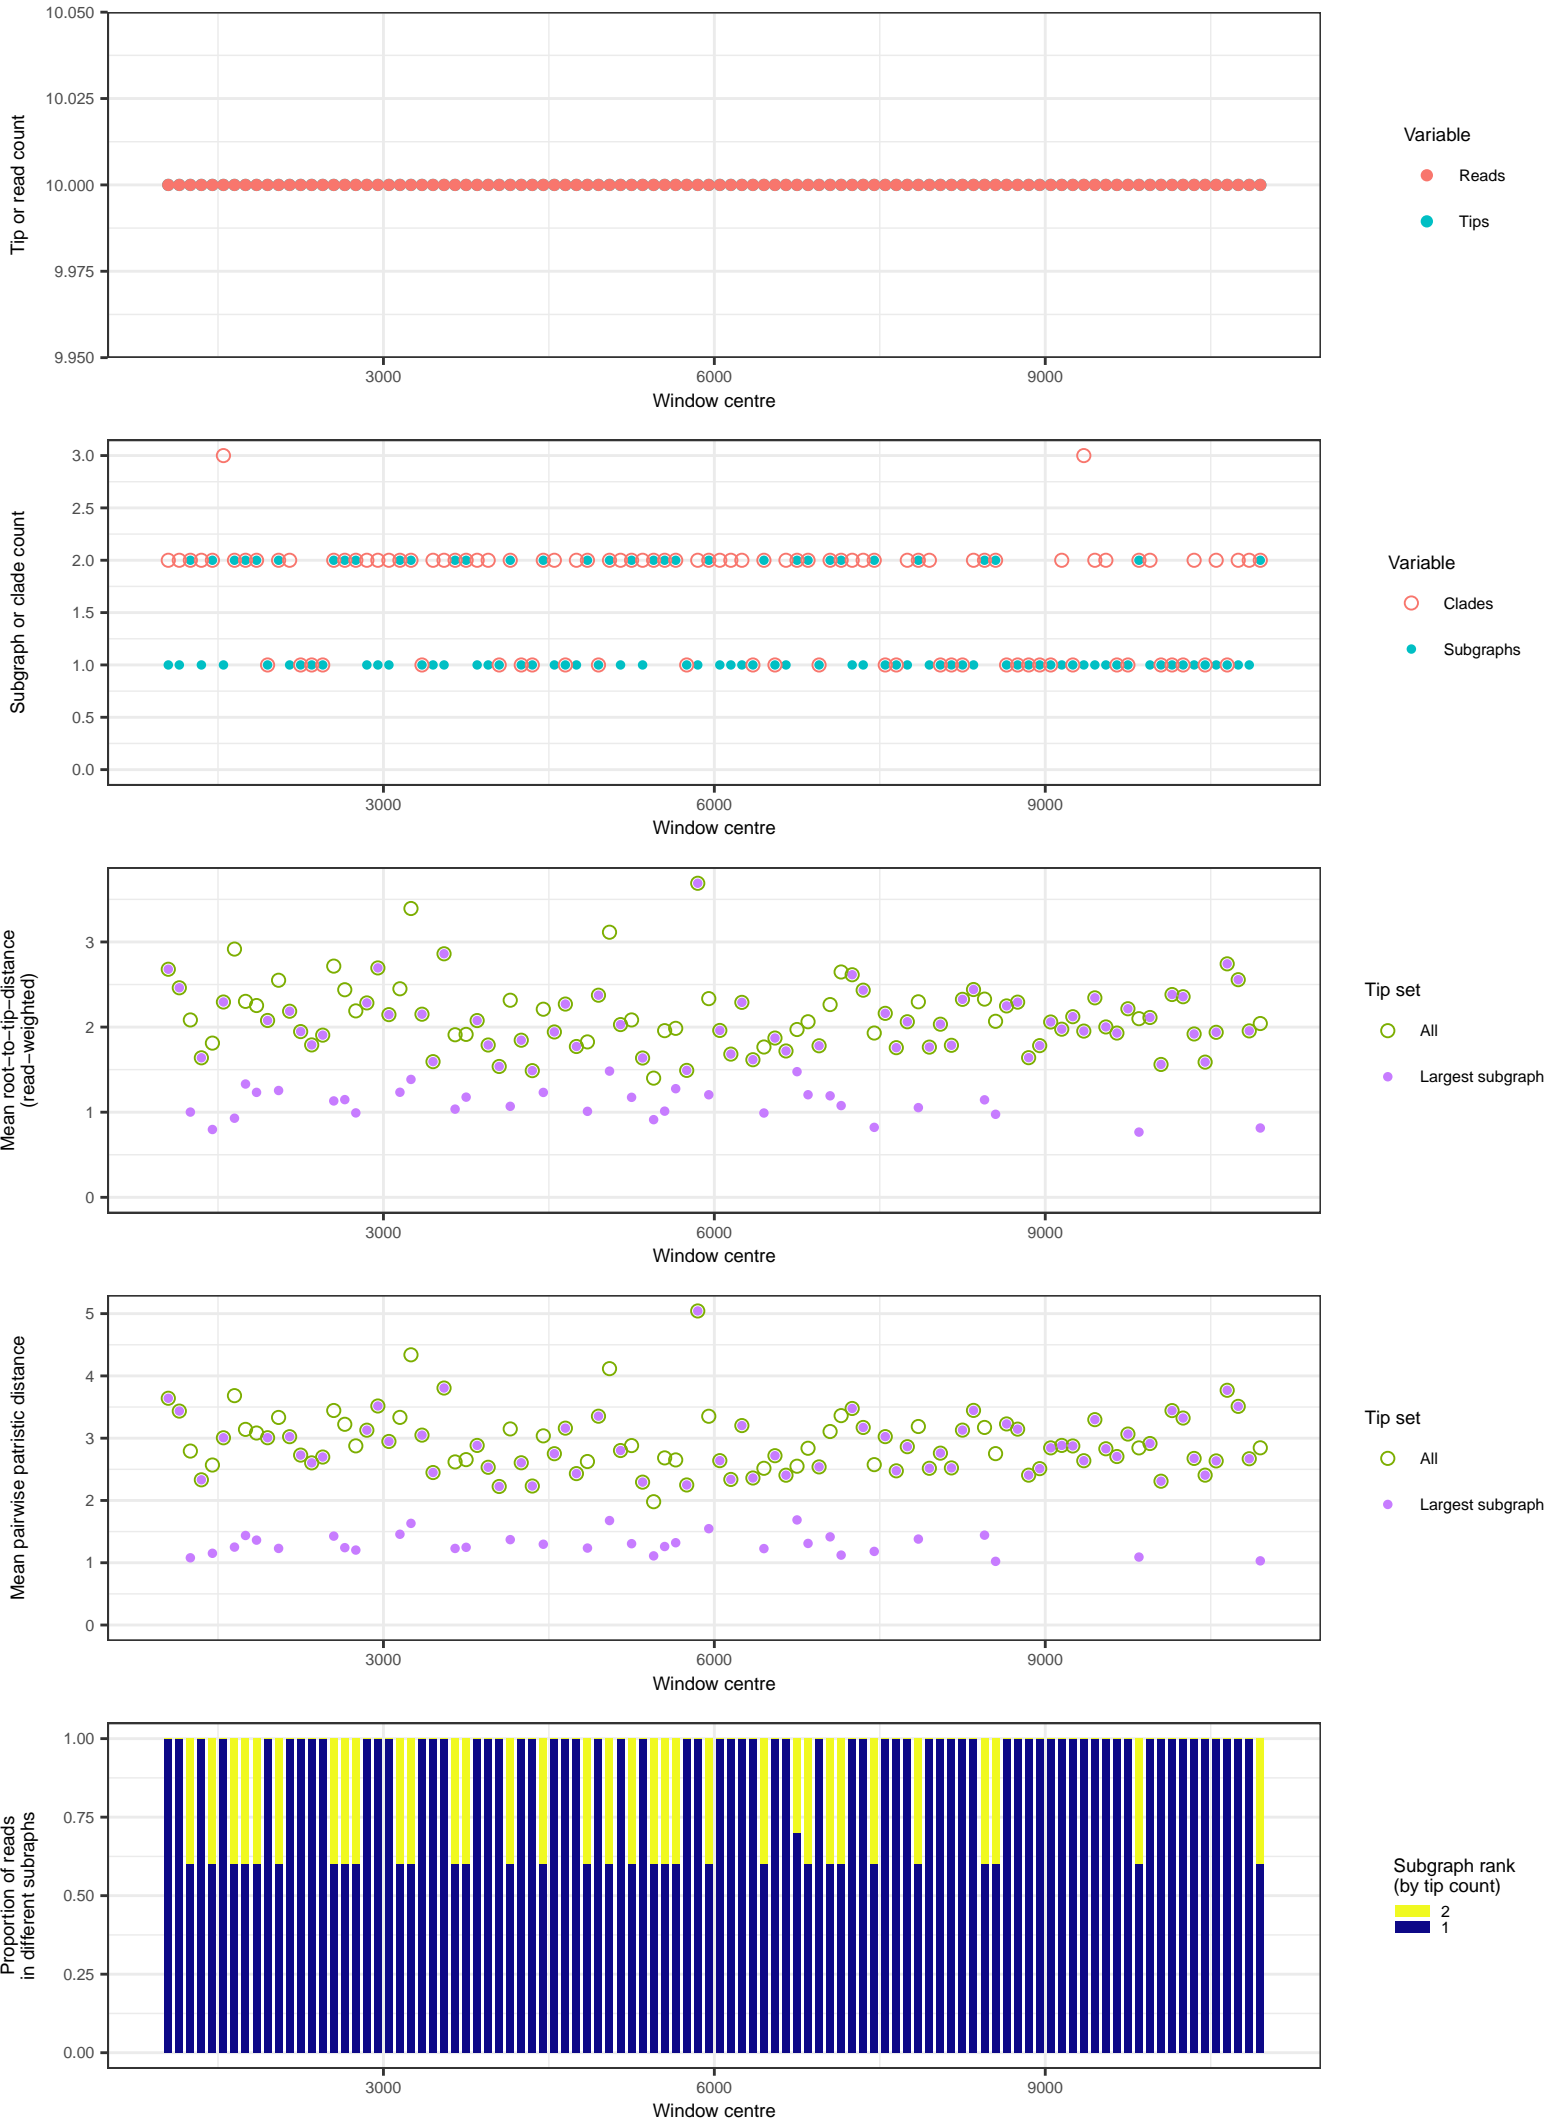 10.050
10.025
10.000
9.975
9.950
Tip or read count
3000 6000 9000
Window centre
Variable
Reads
Tips
3.0
2.5
2.0
1.5
1.0
0.5
0.0
Subgraph or clade count
3000 6000 9000
Window centre
Variable
Clades
Subgraphs
3
2
1
0
Mean root−to−tip−distance
(read−weighted)
3000 6000 9000
Window centre
Tip set
All
Largest subgraph
5
4
3
2
1
0
Mean pairwise patristic distance
3000 6000 9000
Window centre
Tip set
All
Largest subgraph
1.00
0.75
0.50
0.25
0.00
Proportion of reads
in different subraphs
3000 6000 9000
Window centre
Subgraph rank
(by tip count)
2
1